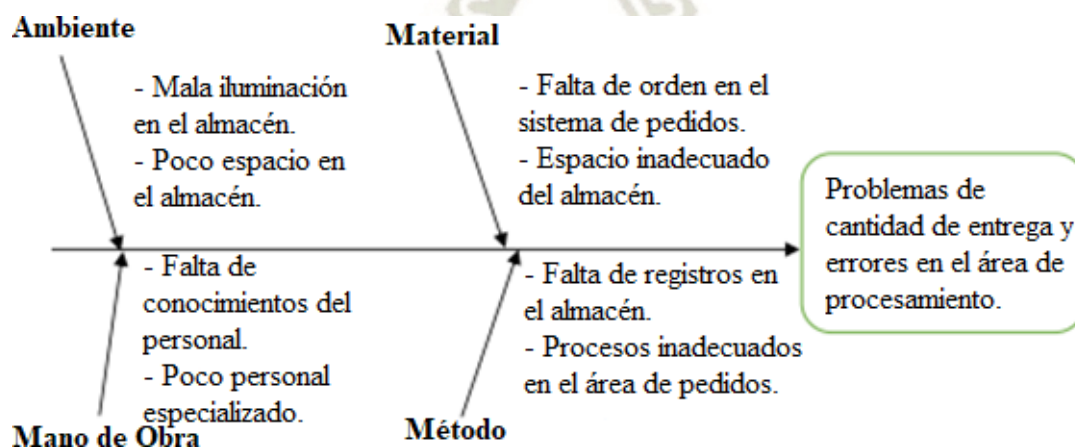 Ambiente
- Mala iluminación
en el almacén.
- Poco espacio en
el almacén.
Material
- Falta de orden en el
sistema de pedidos.
- Espacio inadecuado
del almacén.
Problemas de
cantidad de entrega y
errores en el área de
procesamiento.
- Falta de
conocimientos del
personal.
- Poco personal
especializado.
Mano de Obra
- Falta de registros en
el almacén.
- Procesos inadecuados
en el área de pedidos.
Método